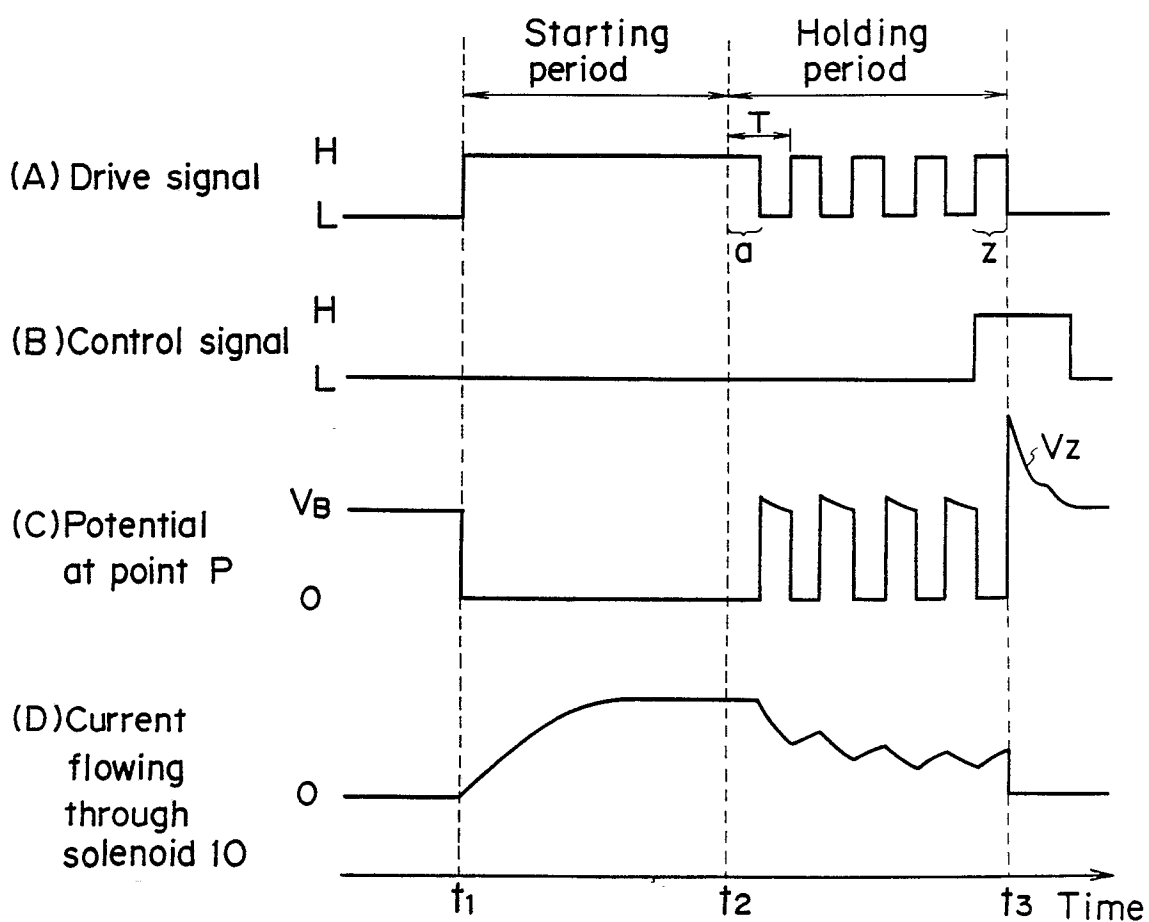 Starting period
Holding period
T
(A) Drive signal
H
L
a
z
(B) Control signal
H
L
Vz
(C) Potential
at point P
VB
0
(D) Current
flowing
through
solenoid 10
0
t1
t2
t3
Time